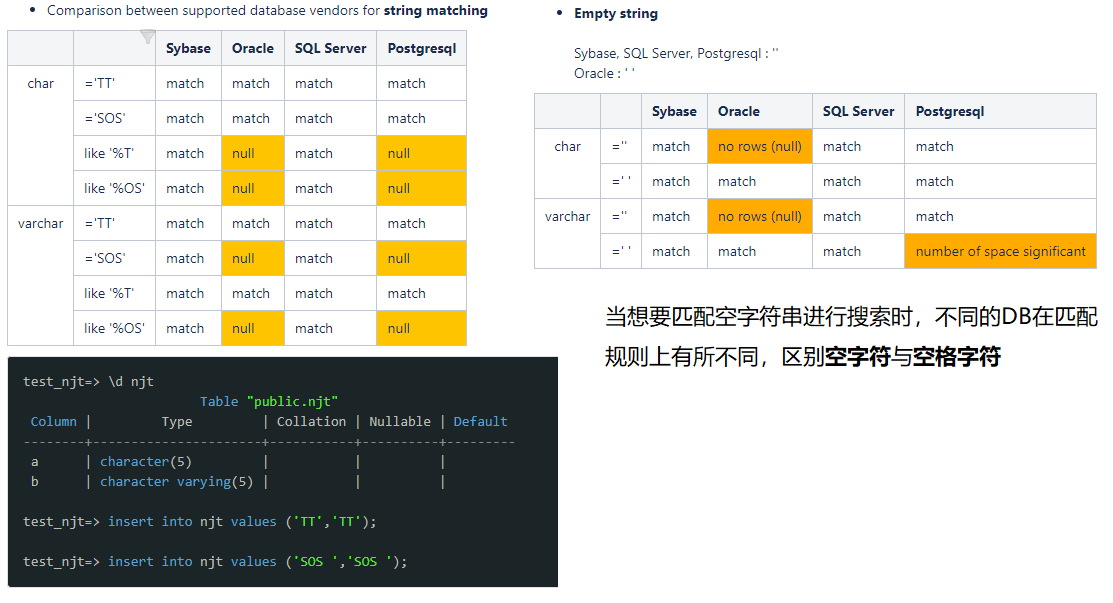 • Comparison between supported database vendors for string matching
Sybase Oracle SQL Server Postgresql
char ='TT' match match match match
='SOS' match match match match
like '%T' match null match null
like '%OS' match null match null
varchar ='TT' match match match match
='SOS' match null match null
like '%T' match match match match
like '%OS' match null match null
test_njt=> \d njt
Table "public.njt"
Column | Type | Collation | Nullable | Default
--------+----------------------+-----------+----------+---------
a | character(5) | | |
b | character varying(5) | | |
test_njt=> insert into njt values ('TT','TT');
test_njt=> insert into njt values ('SOS ','SOS ');
• Empty string
Sybase, SQL Server, Postgresql : ''
Oracle : ' '
Sybase Oracle SQL Server Postgresql
char ='' match no rows (null) match match
=' ' match match match match
varchar ='' match no rows (null) match match
=' ' match match match number of space significant
当想要匹配空字符串进行搜索时，不同的DB在匹配
规则上有所不同，区别空字符与空格字符